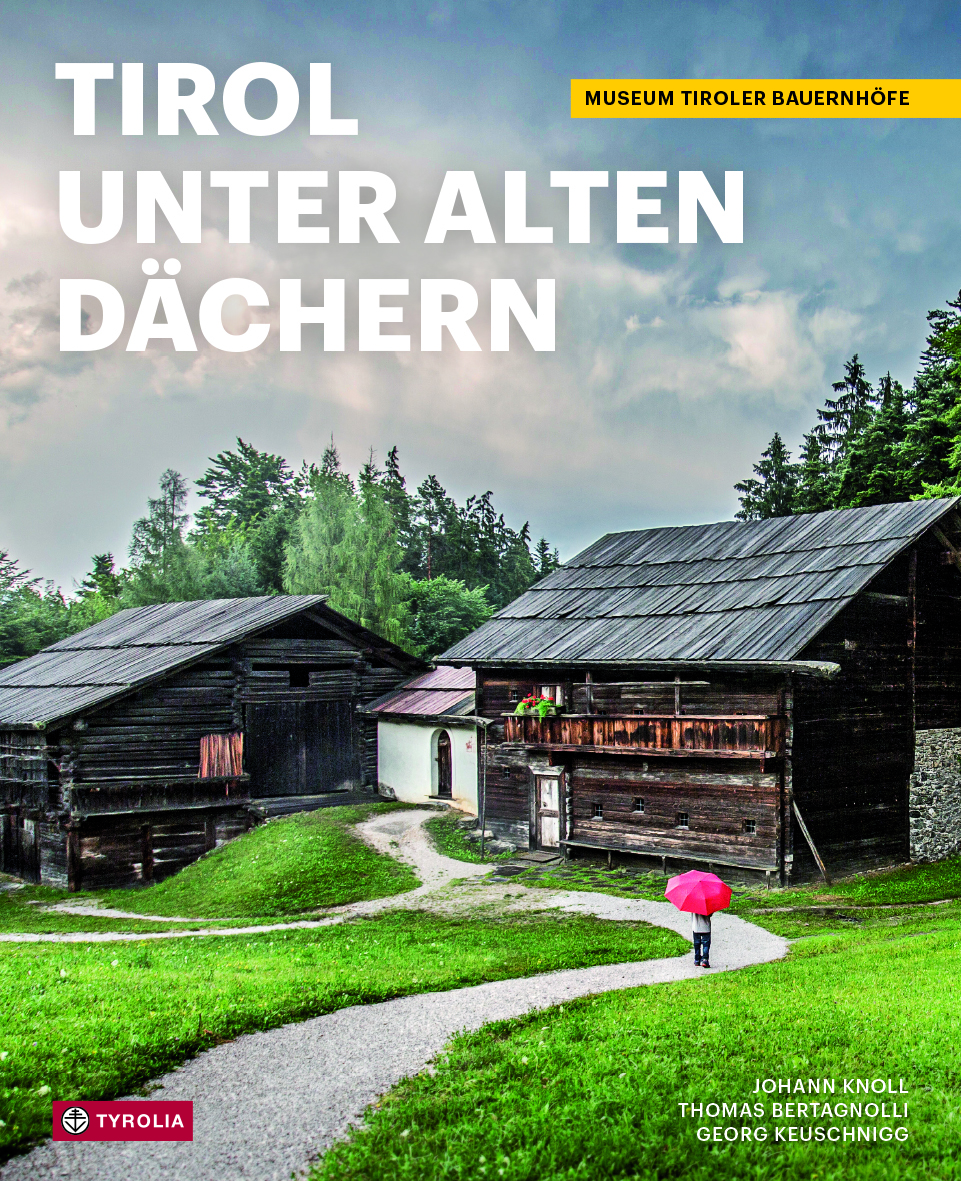 TIROL
UNTER ALTEN
DÄCHERN
MUSEUM TIROLER BAUERNHÖFE
JOHANN KNOLL
THOMAS BERTAGNOLLI
GEORG KEUSCHNIGG
TYROLIA